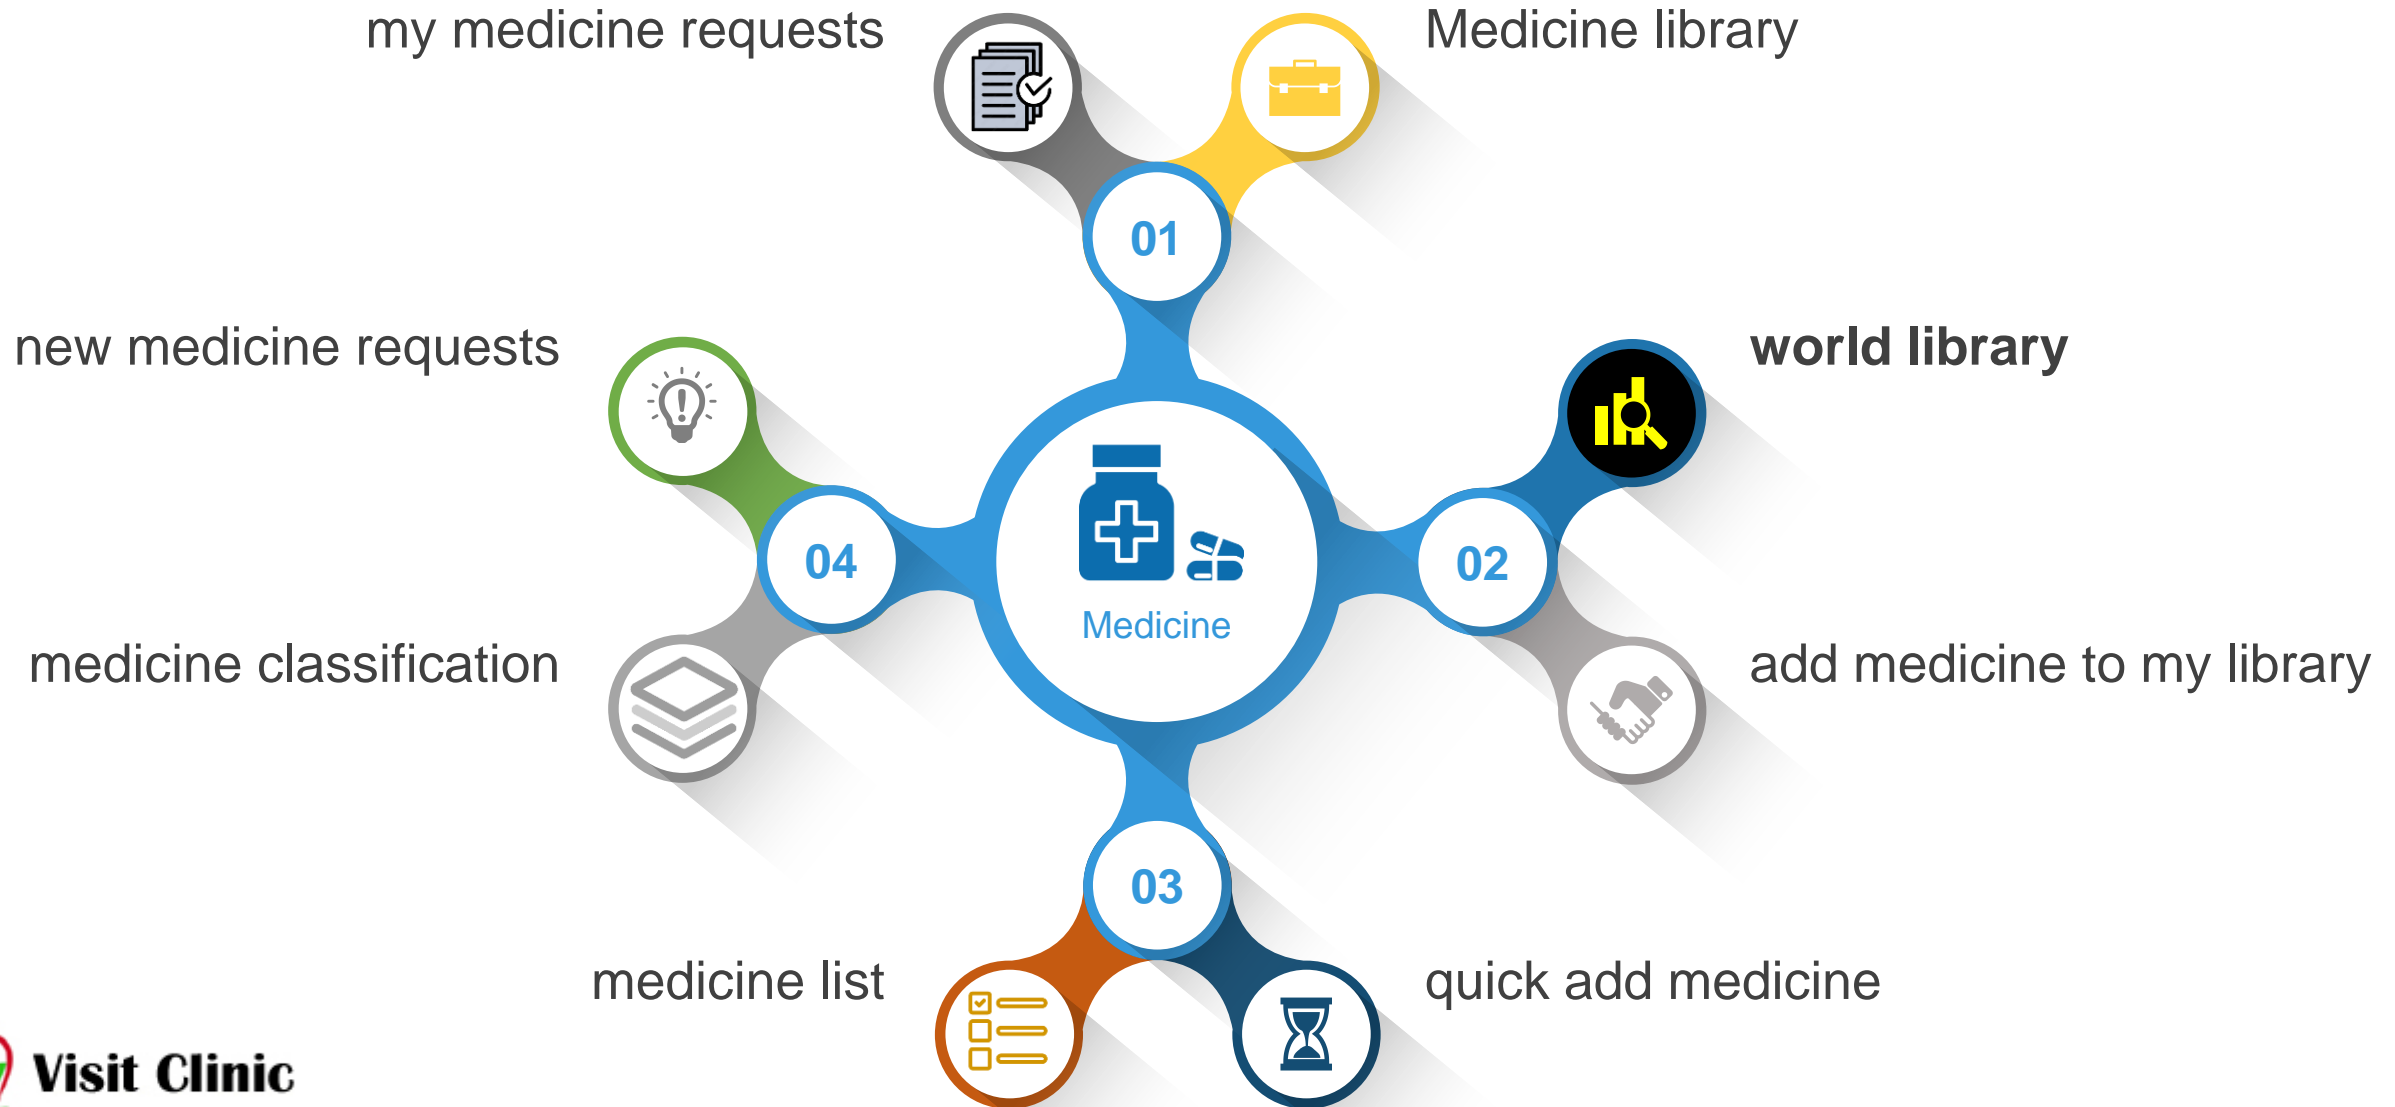 my medicine requests
Medicine library
01
new medicine requests
world library
04
02
Medicine
medicine classification
add medicine to my library
03
medicine list
quick add medicine
Visit Clinic